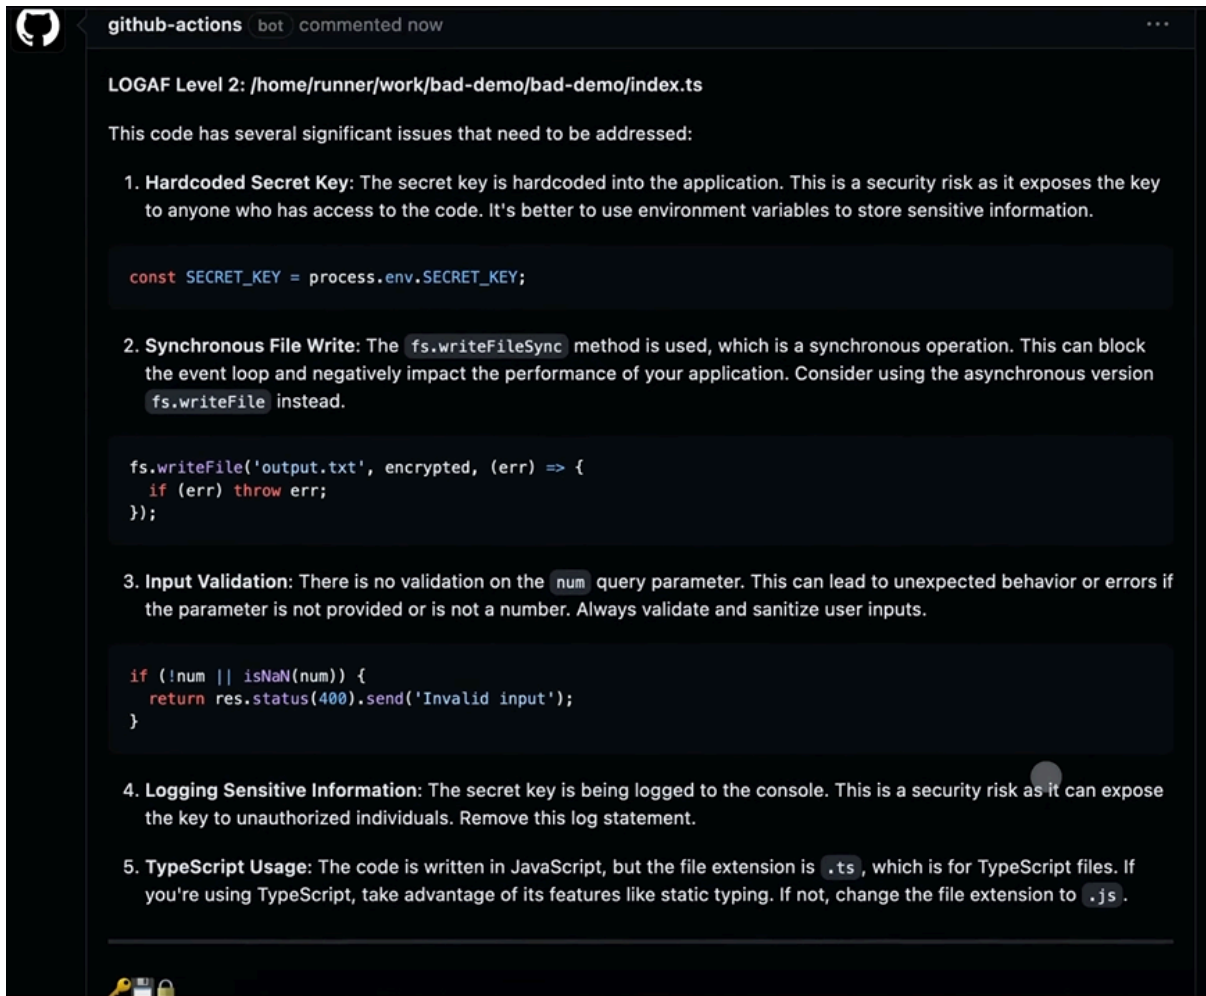 github-actions bot commented now ...
LOGAF Level 2: /home/runner/work/bad-demo/bad-demo/index.ts
This code has several significant issues that need to be addressed:
1. Hardcoded Secret Key: The secret key is hardcoded into the application. This is a security risk as it exposes the key
to anyone who has access to the code. It's better to use environment variables to store sensitive information.
const SECRET_KEY = process.env.SECRET_KEY;
2. Synchronous File Write: The fs.writeFileSync method is used, which is a synchronous operation. This can block
the event loop and negatively impact the performance of your application. Consider using the asynchronous version
fs.writeFile instead.
fs.writeFile('output.txt', encrypted, (err) => {
  if (err) throw err;
});
3. Input Validation: There is no validation on the num query parameter. This can lead to unexpected behavior or errors if
the parameter is not provided or is not a number. Always validate and sanitize user inputs.
if (!num || isNaN(num)) {
  return res.status(400).send('Invalid input');
}
4. Logging Sensitive Information: The secret key is being logged to the console. This is a security risk as it can expose
the key to unauthorized individuals. Remove this log statement.
5. TypeScript Usage: The code is written in JavaScript, but the file extension is .ts, which is for TypeScript files. If
you're using TypeScript, take advantage of its features like static typing. If not, change the file extension to .js.